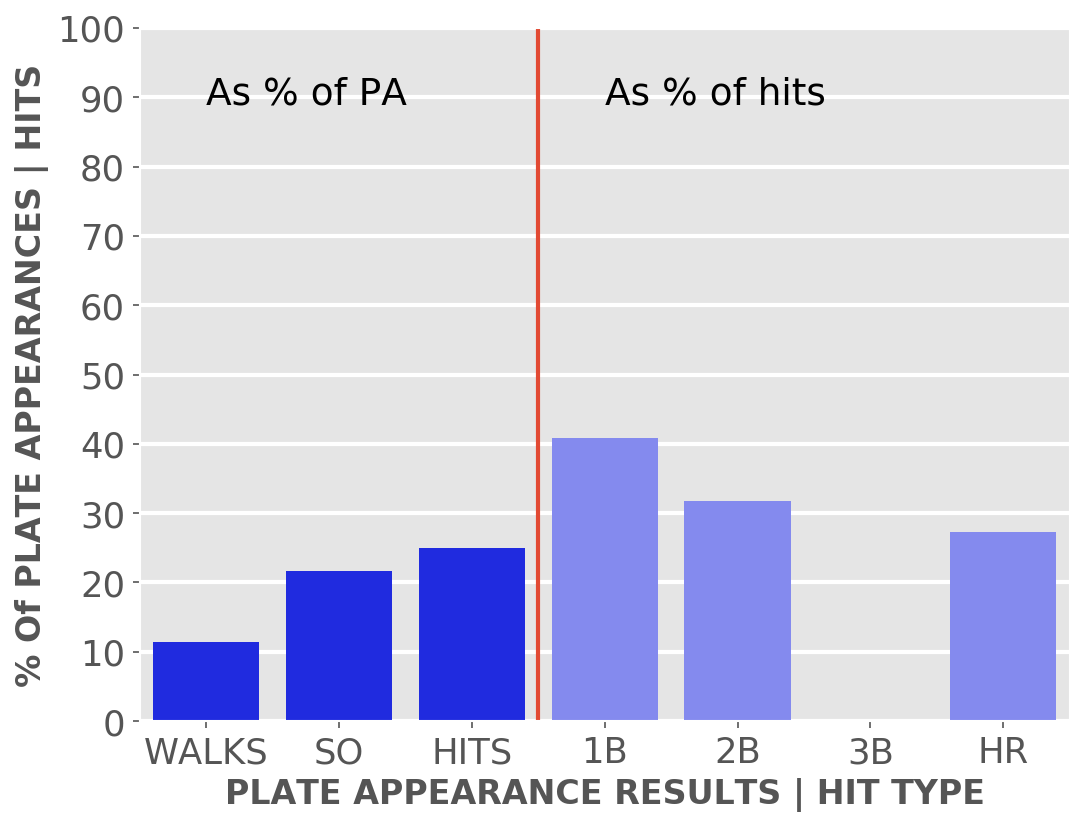 100
90
80
70
60
50
40
30
20
10
0
% Of PLATE APPEARANCES | HITS
As % of PA
As % of hits
WALKS SO HITS 1B 2B 3B HR
PLATE APPEARANCE RESULTS | HIT TYPE